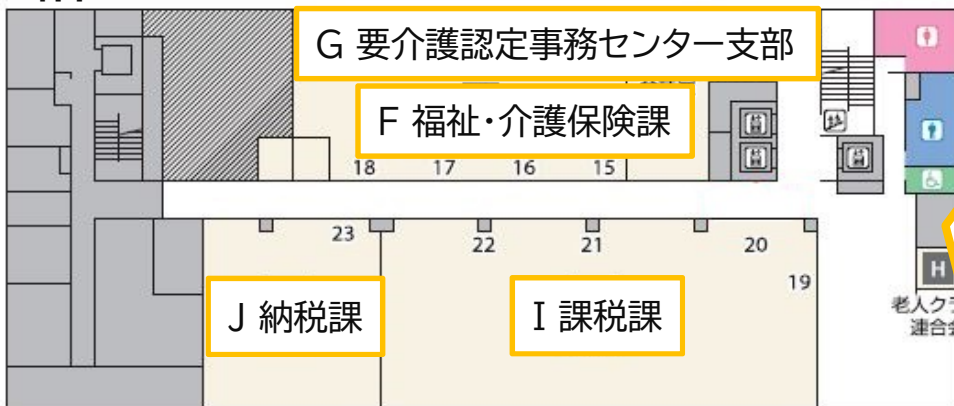 G 要介護認定事務センター支部
F 福祉・介護保険課
18 17 16 15
23 22 21 20
19
J 納税課
I 課税課
H
老人クラ
連合会